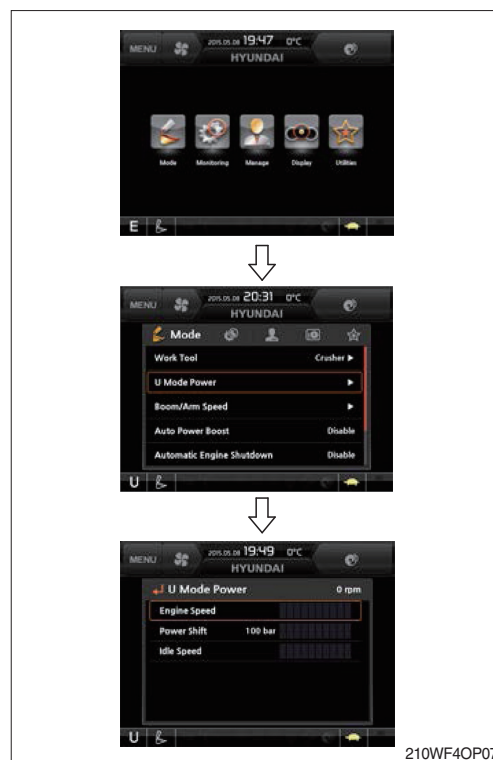 MENU 2015.05.08 19:47 0°C
HYUNDAI
Mode Monitoring Manage Display Utilities
E
MENU 2015.05.08 20:31 0°C
HYUNDAI
Mode
Work Tool Crusher ▶
U Mode Power ▶
Boom/Arm Speed ▶
Auto Power Boost Disable
Automatic Engine Shutdown Disable
U
MENU 2015.05.08 19:49 0°C
HYUNDAI
U Mode Power 0 rpm
Engine Speed
Power Shift 100 bar
Idle Speed
U
210WF4OP07